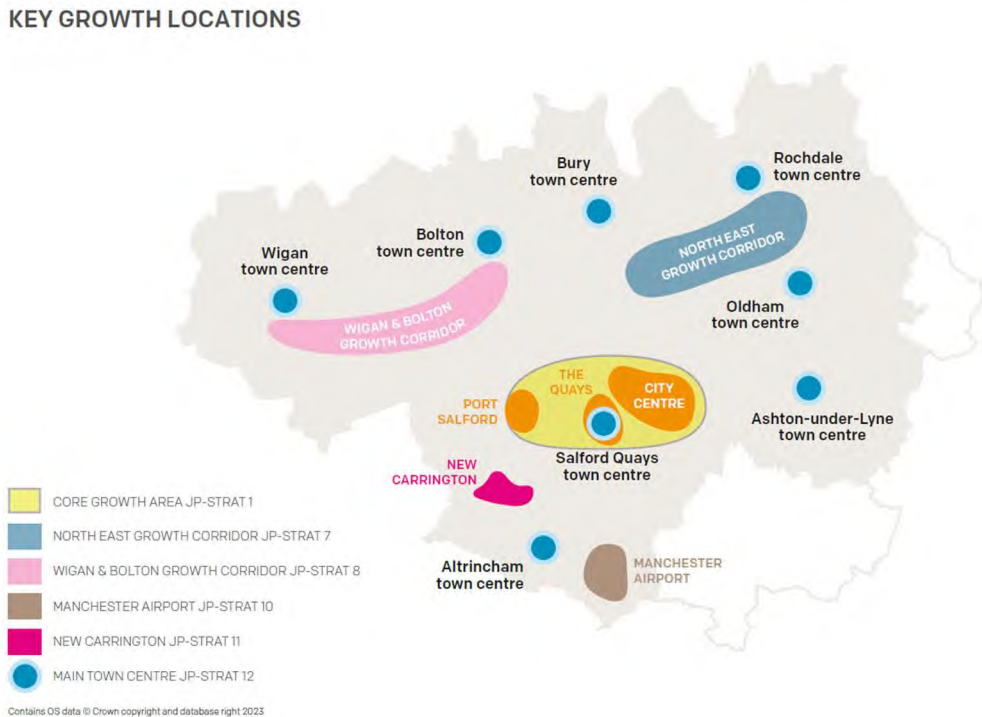 KEY GROWTH LOCATIONS
Bury
town centre
Rochdale
town centre
Bolton
town centre
Wigan
town centre
NORTH EAST
GROWTH CORRIDOR
Oldham
town centre
WIGAN & BOLTON
GROWTH CORRIDOR
THE
QUAYS
CITY
CENTRE
PORT
SALFORD
Ashton-under-Lyne
town centre
Salford Quays
town centre
NEW
CARRINGTON
Altrincham
town centre
MANCHESTER
AIRPORT
CORE GROWTH AREA JP-STRAT 1
NORTH EAST GROWTH CORRIDOR JP-STRAT 7
WIGAN & BOLTON GROWTH CORRIDOR JP-STRAT 8
MANCHESTER AIRPORT JP-STRAT 10
NEW CARRINGTON JP-STRAT 11
MAIN TOWN CENTRE JP-STRAT 12
Contains OS data © Crown copyright and database right 2023